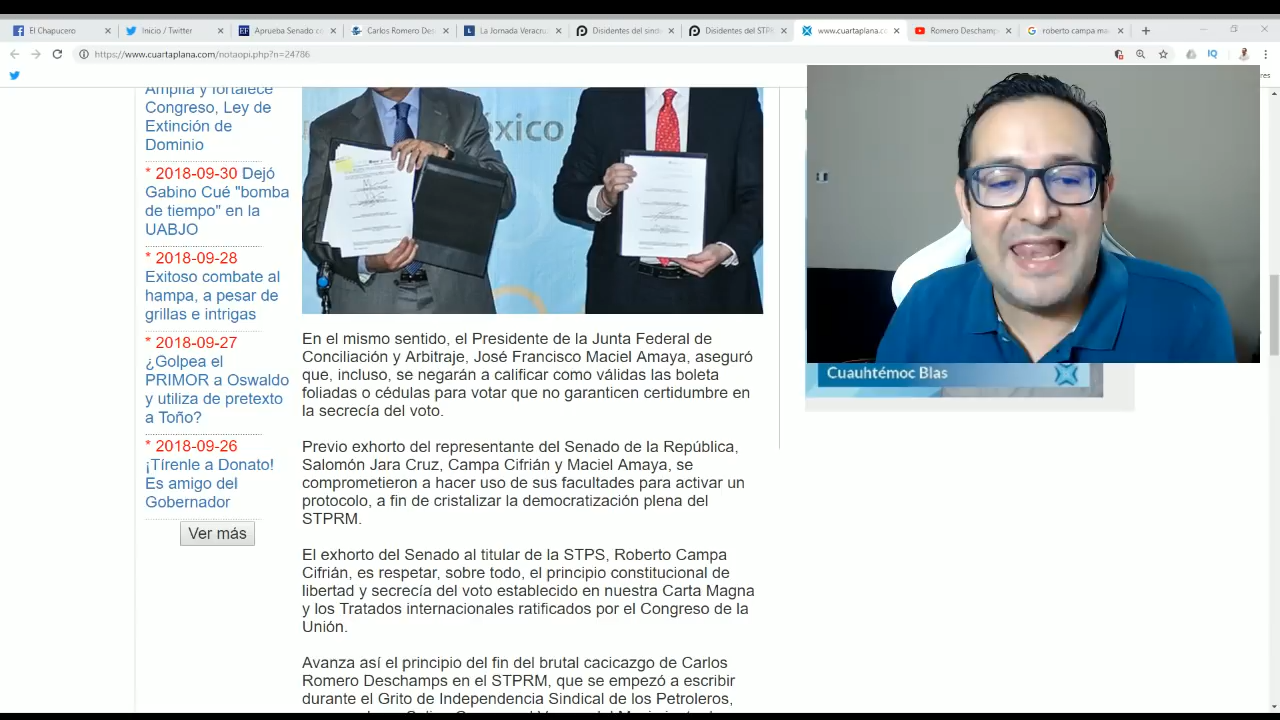 El Chapucero
Inicio / Twitter
Aprueba Senado co
Carlos Romero Des
La Jornada Veracru
Disidentes del sindi
Disidentes del STP
www.cuartaplana.co
Romero Deschamp
roberto campa ma
https://www.cuartaplana.com/notaopi.php?n=24786
IQ
Amplía y fortalece
Congreso, Ley de
Extinción de
Dominio
* 2018-09-30 Dejó
Gabino Cué "bomba
de tiempo" en la
UABJO
* 2018-09-28
Exitoso combate al
hampa, a pesar de
grillas e intrigas
* 2018-09-27
¿Golpea el
PRIMOR a Oswaldo
y utiliza de pretexto
a Toño?
* 2018-09-26
¡Tírenle a Donato!
Es amigo del
Gobernador
Ver más
éxico
En el mismo sentido, el Presidente de la Junta Federal de
Conciliación y Arbitraje, José Francisco Maciel Amaya, aseguró
que, incluso, se negarán a calificar como válidas las boleta
foliadas o cédulas para votar que no garanticen certidumbre en
la secrecía del voto.
Previo exhorto del representante del Senado de la República,
Salomón Jara Cruz, Campa Cifrián y Maciel Amaya, se
comprometieron a hacer uso de sus facultades para activar un
protocolo, a fin de cristalizar la democratización plena del
STPRM.
El exhorto del Senado al titular de la STPS, Roberto Campa
Cifrián, es respetar, sobre todo, el principio constitucional de
libertad y secrecía del voto establecido en nuestra Carta Magna
y los Tratados internacionales ratificados por el Congreso de la
Unión.
Avanza así el principio del fin del brutal cacicazgo de Carlos
Romero Deschamps en el STPRM, que se empezó a escribir
durante el Grito de Independencia Sindical de los Petroleros,
Cuauhtémoc Blas